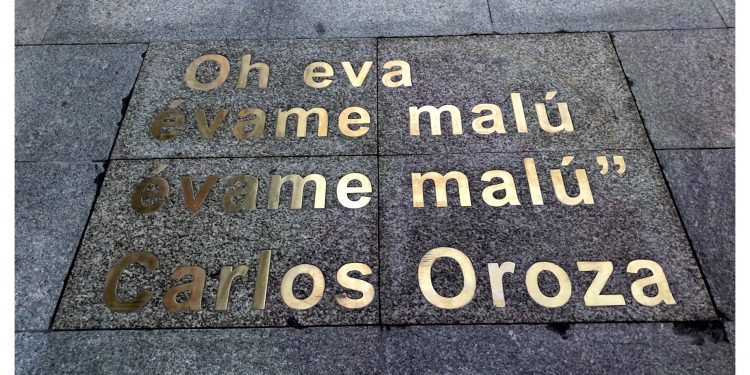 Oh eva
évame malú
évame malú”
Carlos Oroza